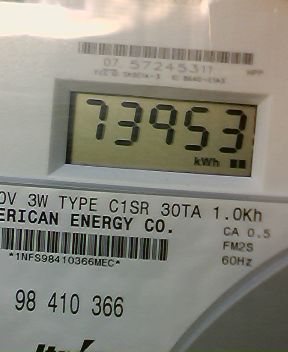 07 57245317
73953
kWh
0V 3W TYPE C1SR 30TA 1.0Kh
ERICAN ENERGY CO.
CA 0.5
FM2S
60Hz
*1NFS98410366MEC*
98 410 366